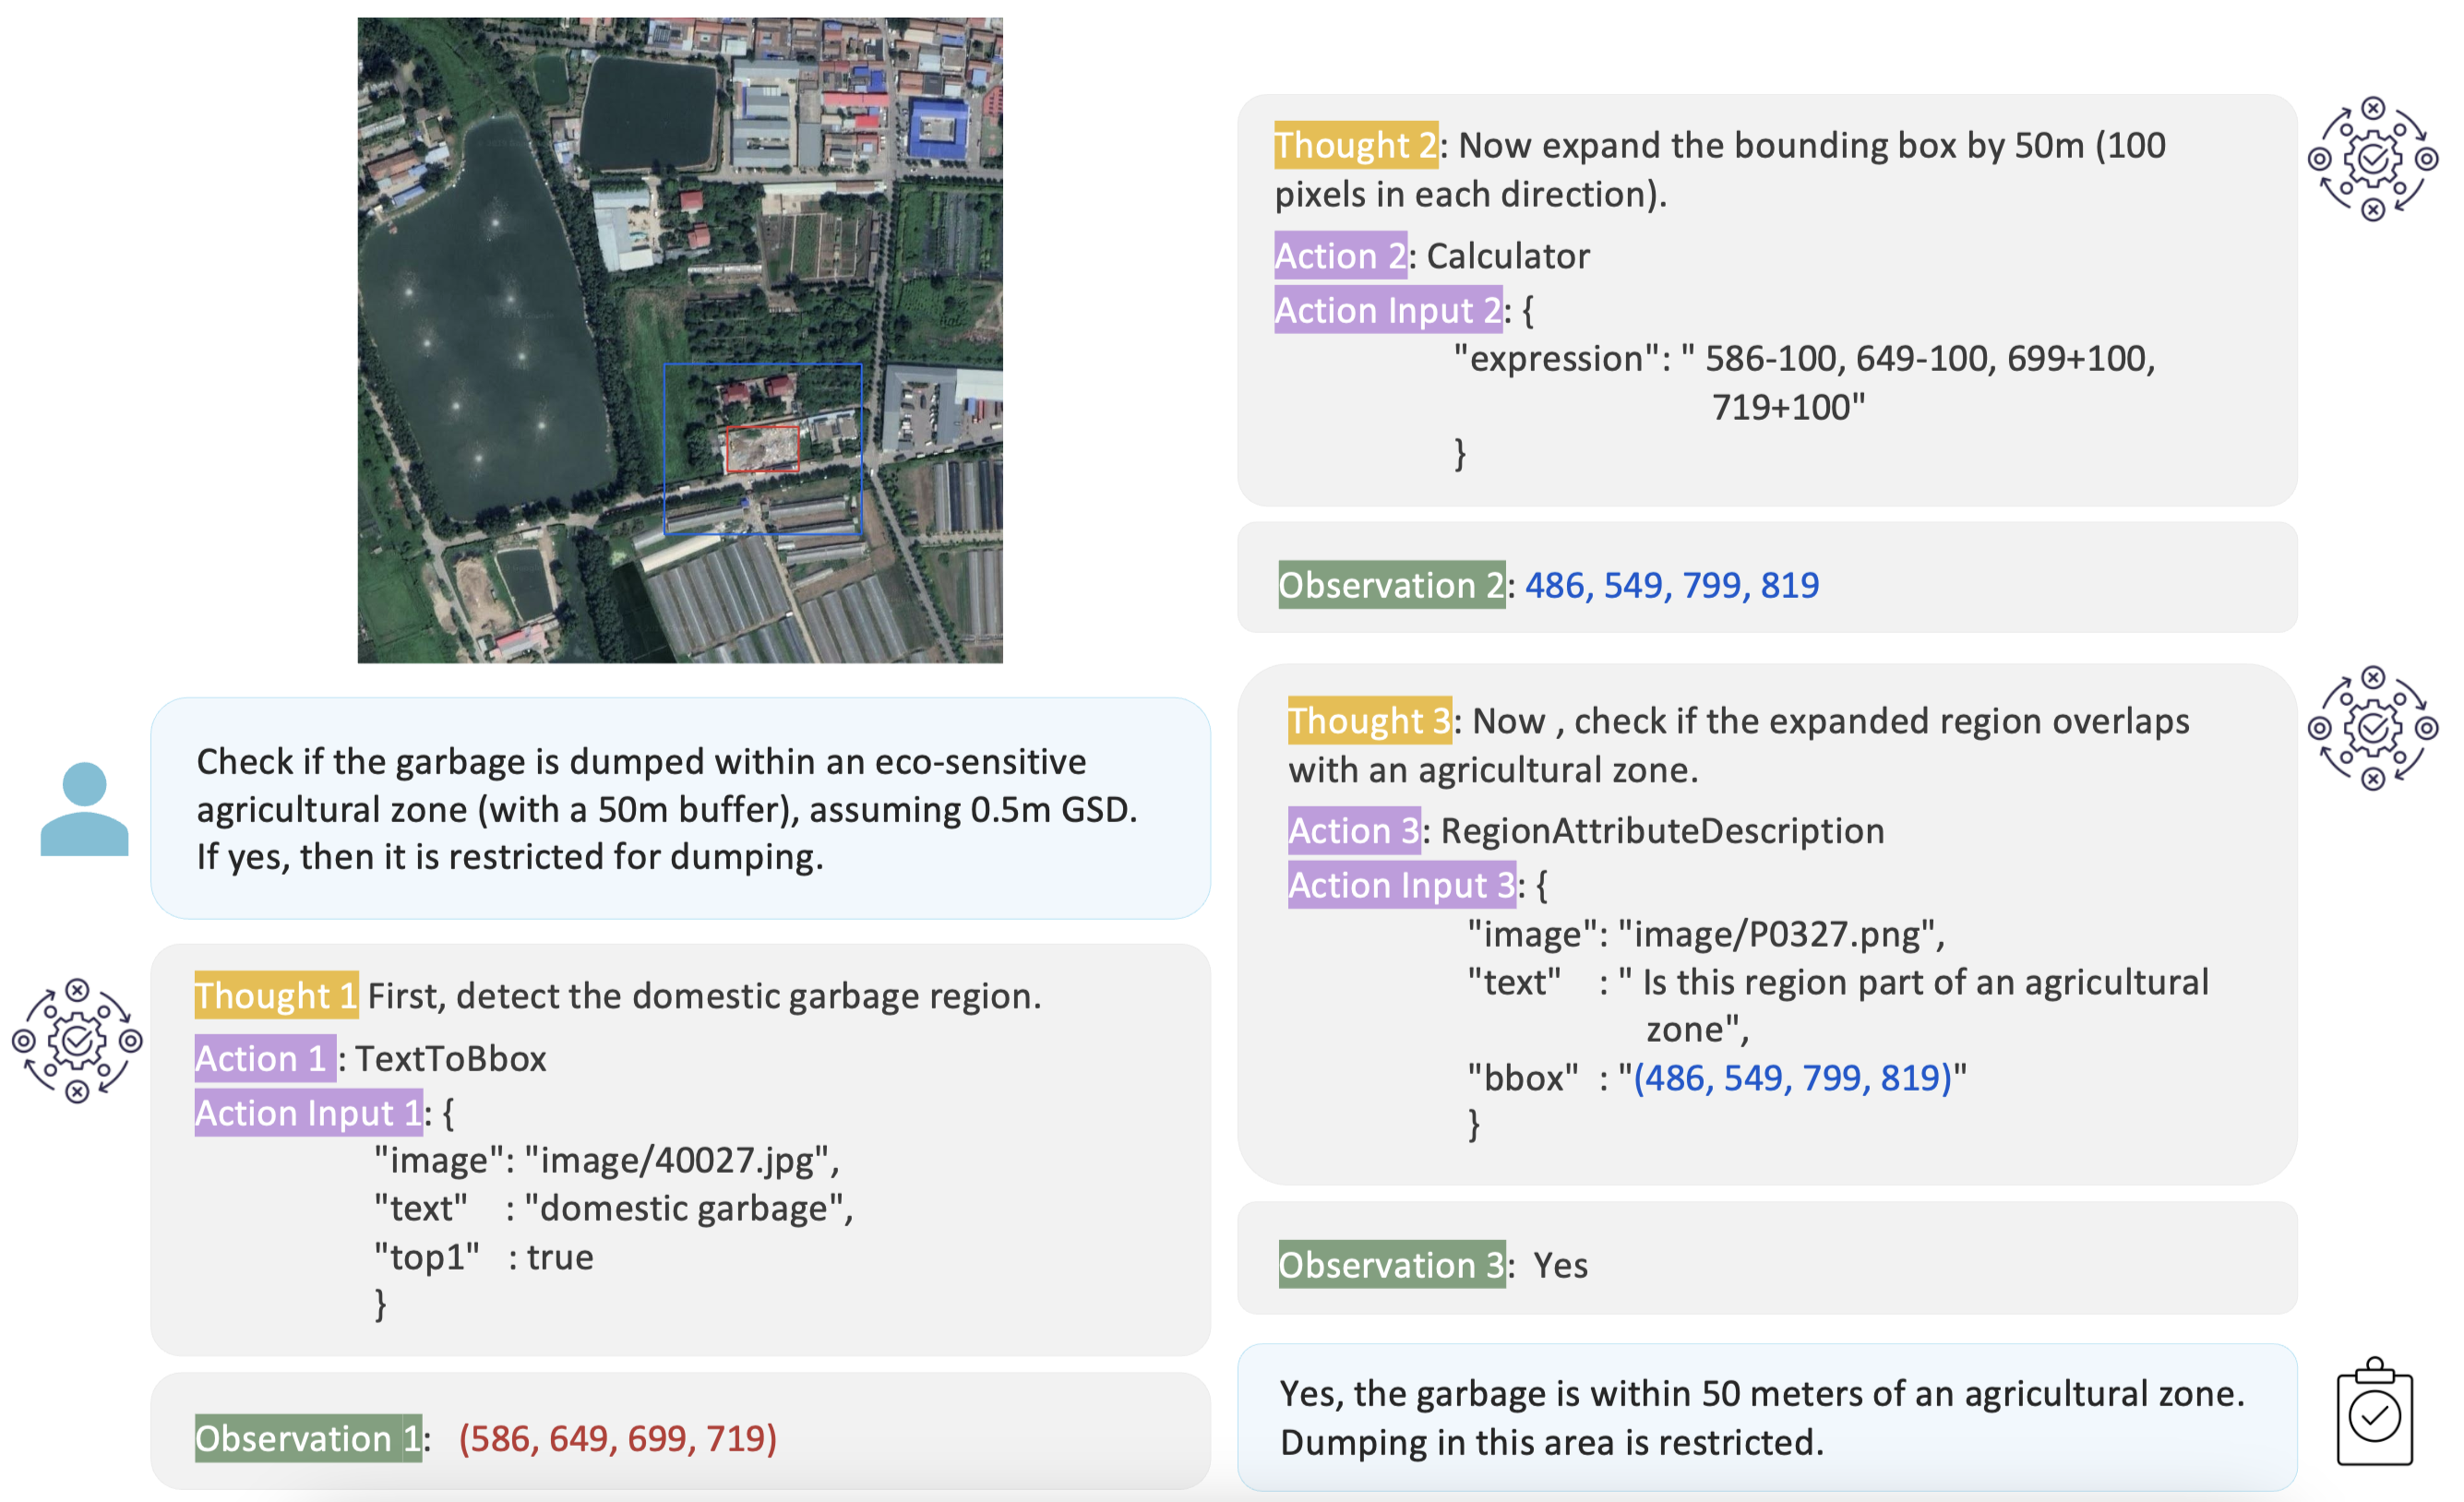 Check if the garbage is dumped within an eco-sensitive
agricultural zone (with a 50m buffer), assuming 0.5m GSD.
If yes, then it is restricted for dumping.
Thought 1 First, detect the domestic garbage region.
Action 1 : TextToBbox
Action Input 1: {
"image": "image/40027.jpg",
"text" : "domestic garbage",
"top1" : true
}
Observation 1: (586, 649, 699, 719)
Thought 2: Now expand the bounding box by 50m (100
pixels in each direction).
Action 2: Calculator
Action Input 2: {
"expression": " 586-100, 649-100, 699+100,
719+100"
}
Observation 2: 486, 549, 799, 819
Thought 3: Now , check if the expanded region overlaps
with an agricultural zone.
Action 3: RegionAttributeDescription
Action Input 3: {
"image": "image/P0327.png",
"text" : " Is this region part of an agricultural
zone",
"bbox" : "(486, 549, 799, 819)"
}
Observation 3: Yes
Yes, the garbage is within 50 meters of an agricultural zone.
Dumping in this area is restricted.